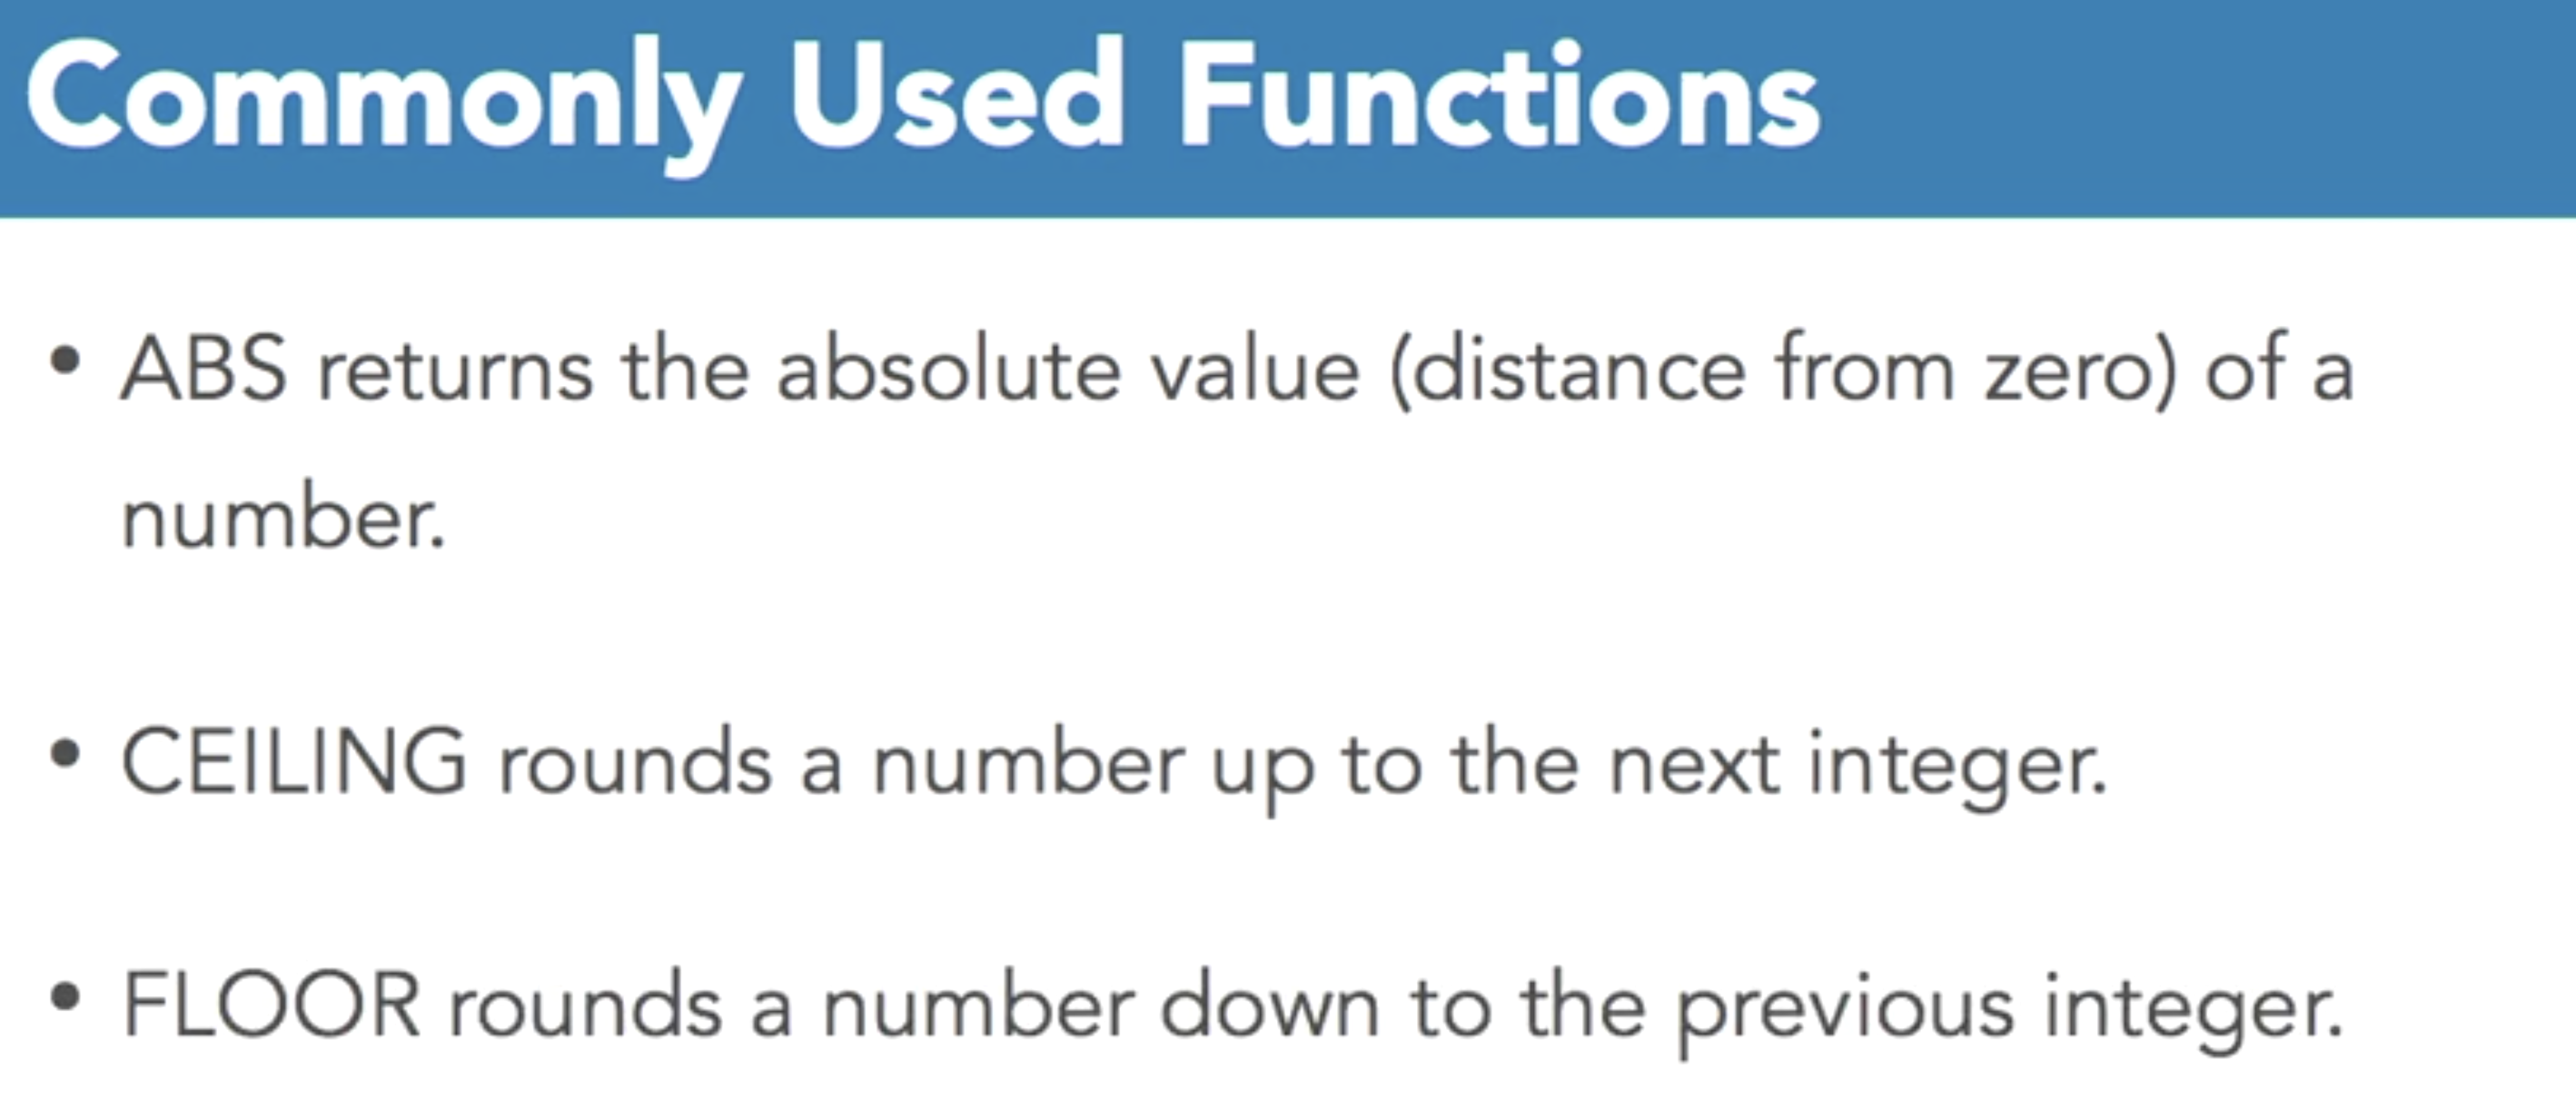 Commonly Used Functions
• ABS returns the absolute value (distance from zero) of a
number.
• CEILING rounds a number up to the next integer.
• FLOOR rounds a number down to the previous integer.